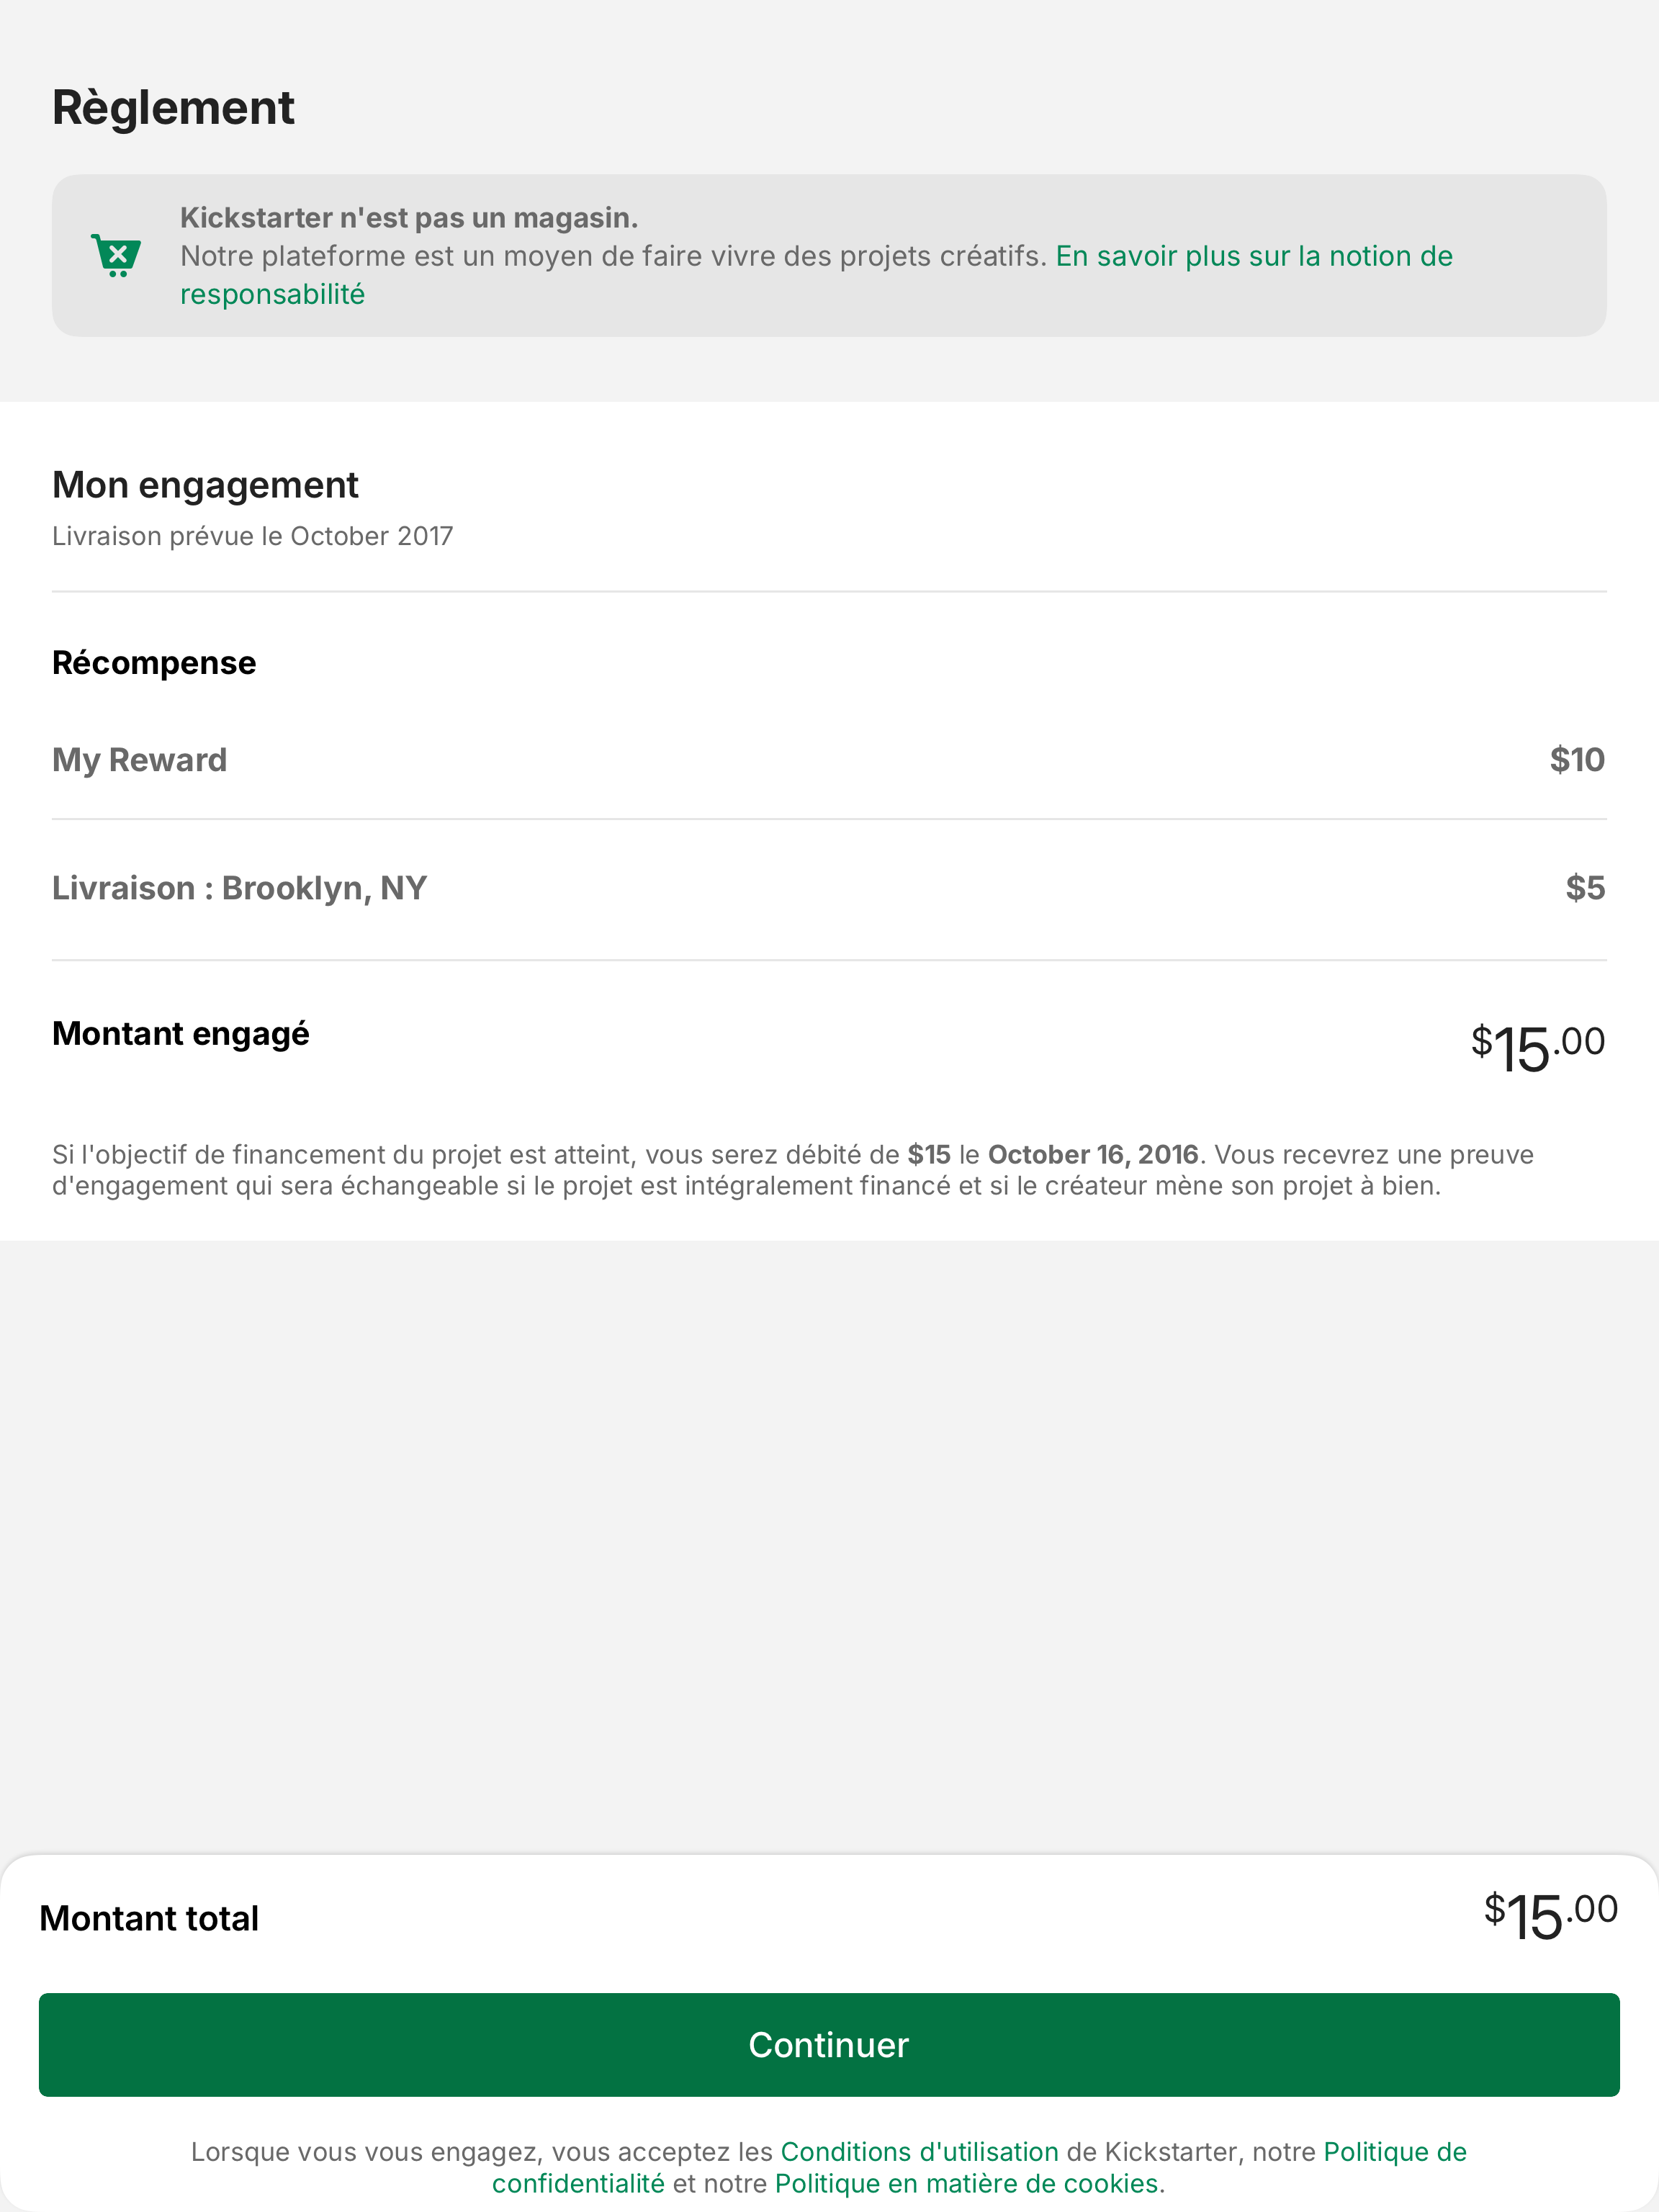 Règlement
Kickstarter n'est pas un magasin.
Notre plateforme est un moyen de faire vivre des projets créatifs. En savoir plus sur la notion de
responsabilité
Mon engagement
Livraison prévue le October 2017
Récompense
My Reward $10
Livraison : Brooklyn, NY $5
Montant engagé $15.00
Si l'objectif de financement du projet est atteint, vous serez débité de $15 le October 16, 2016. Vous recevrez une preuve
d'engagement qui sera échangeable si le projet est intégralement financé et si le créateur mène son projet à bien.
Montant total $15.00
Continuer
Lorsque vous vous engagez, vous acceptez les Conditions d'utilisation de Kickstarter, notre Politique de
confidentialité et notre Politique en matière de cookies.